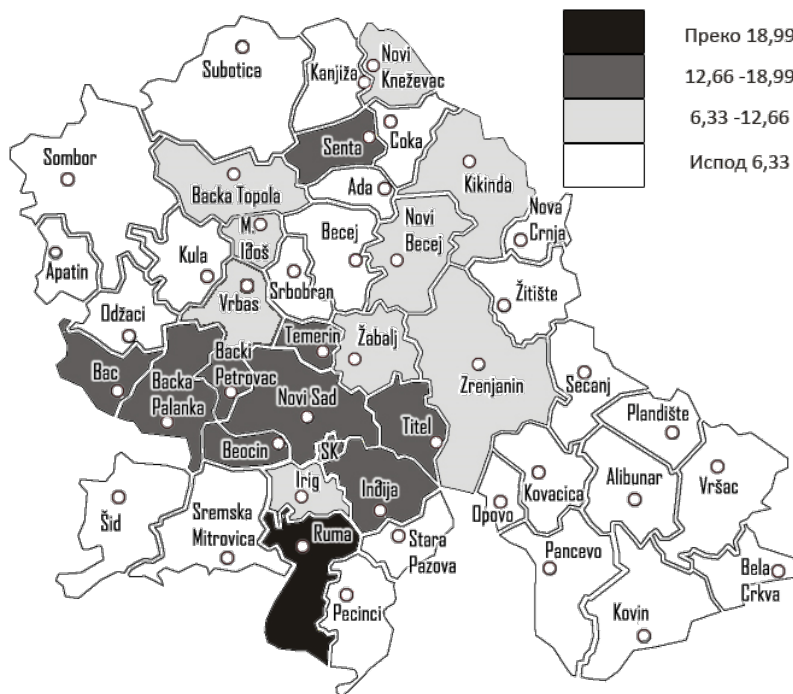 Преко 18,99
12,66 -18,99
6,33 -12,66
Испод 6,33
Subotica
Kanjiža
Novi
Kneževac
Senta
Coka
Sombor
Backa Topola
Ada
Kikinda
M.
Iđoš
Becej
Novi
Becej
Nova
Crnja
Apatin
Kula
Srbobran
Vrbas
Žitište
Odžaci
Temerin
Žabalj
Bac
Backa
Palanka
Backi
Petrovac
Novi Sad
Zrenjanin
Secanj
Titel
Plandište
Beocin
SK
Irig
Inđija
Opovo
Kovacica
Alibunar
Vršac
Šid
Sremska
Mitrovica
Ruma
Stara
Pazova
Pancevo
Bela
Crkva
Pecinci
Kovin